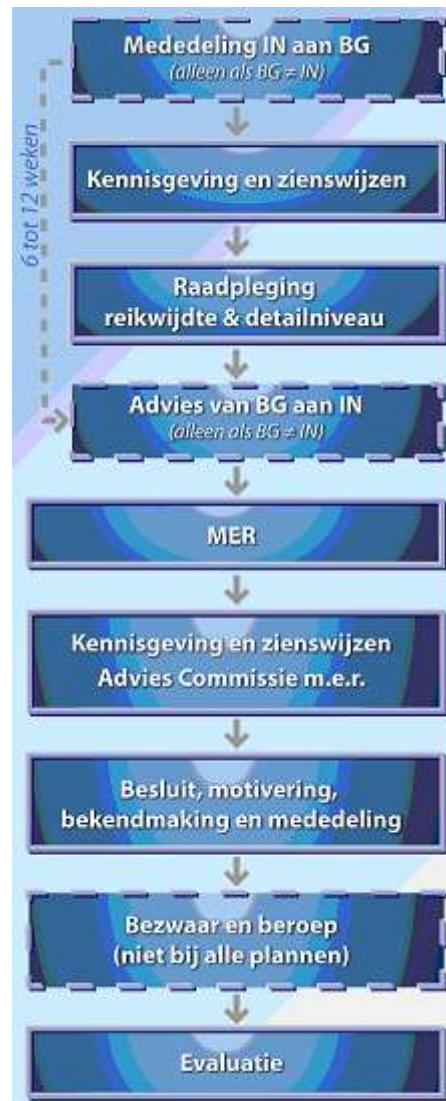 Mededeling IN aan BG
(alleen als BG ≠ IN)
6 tot 12 weken
Kennisgeving en zienswijzen
Raadpleging
reikwijdte & detailniveau
Advies van BG aan IN
(alleen als BG ≠ IN)
MER
Kennisgeving en zienswijzen
Advies Commissie m.e.r.
Besluit, motivering,
bekendmaking en mededeling
Bezwaar en beroep
(niet bij alle plannen)
Evaluatie